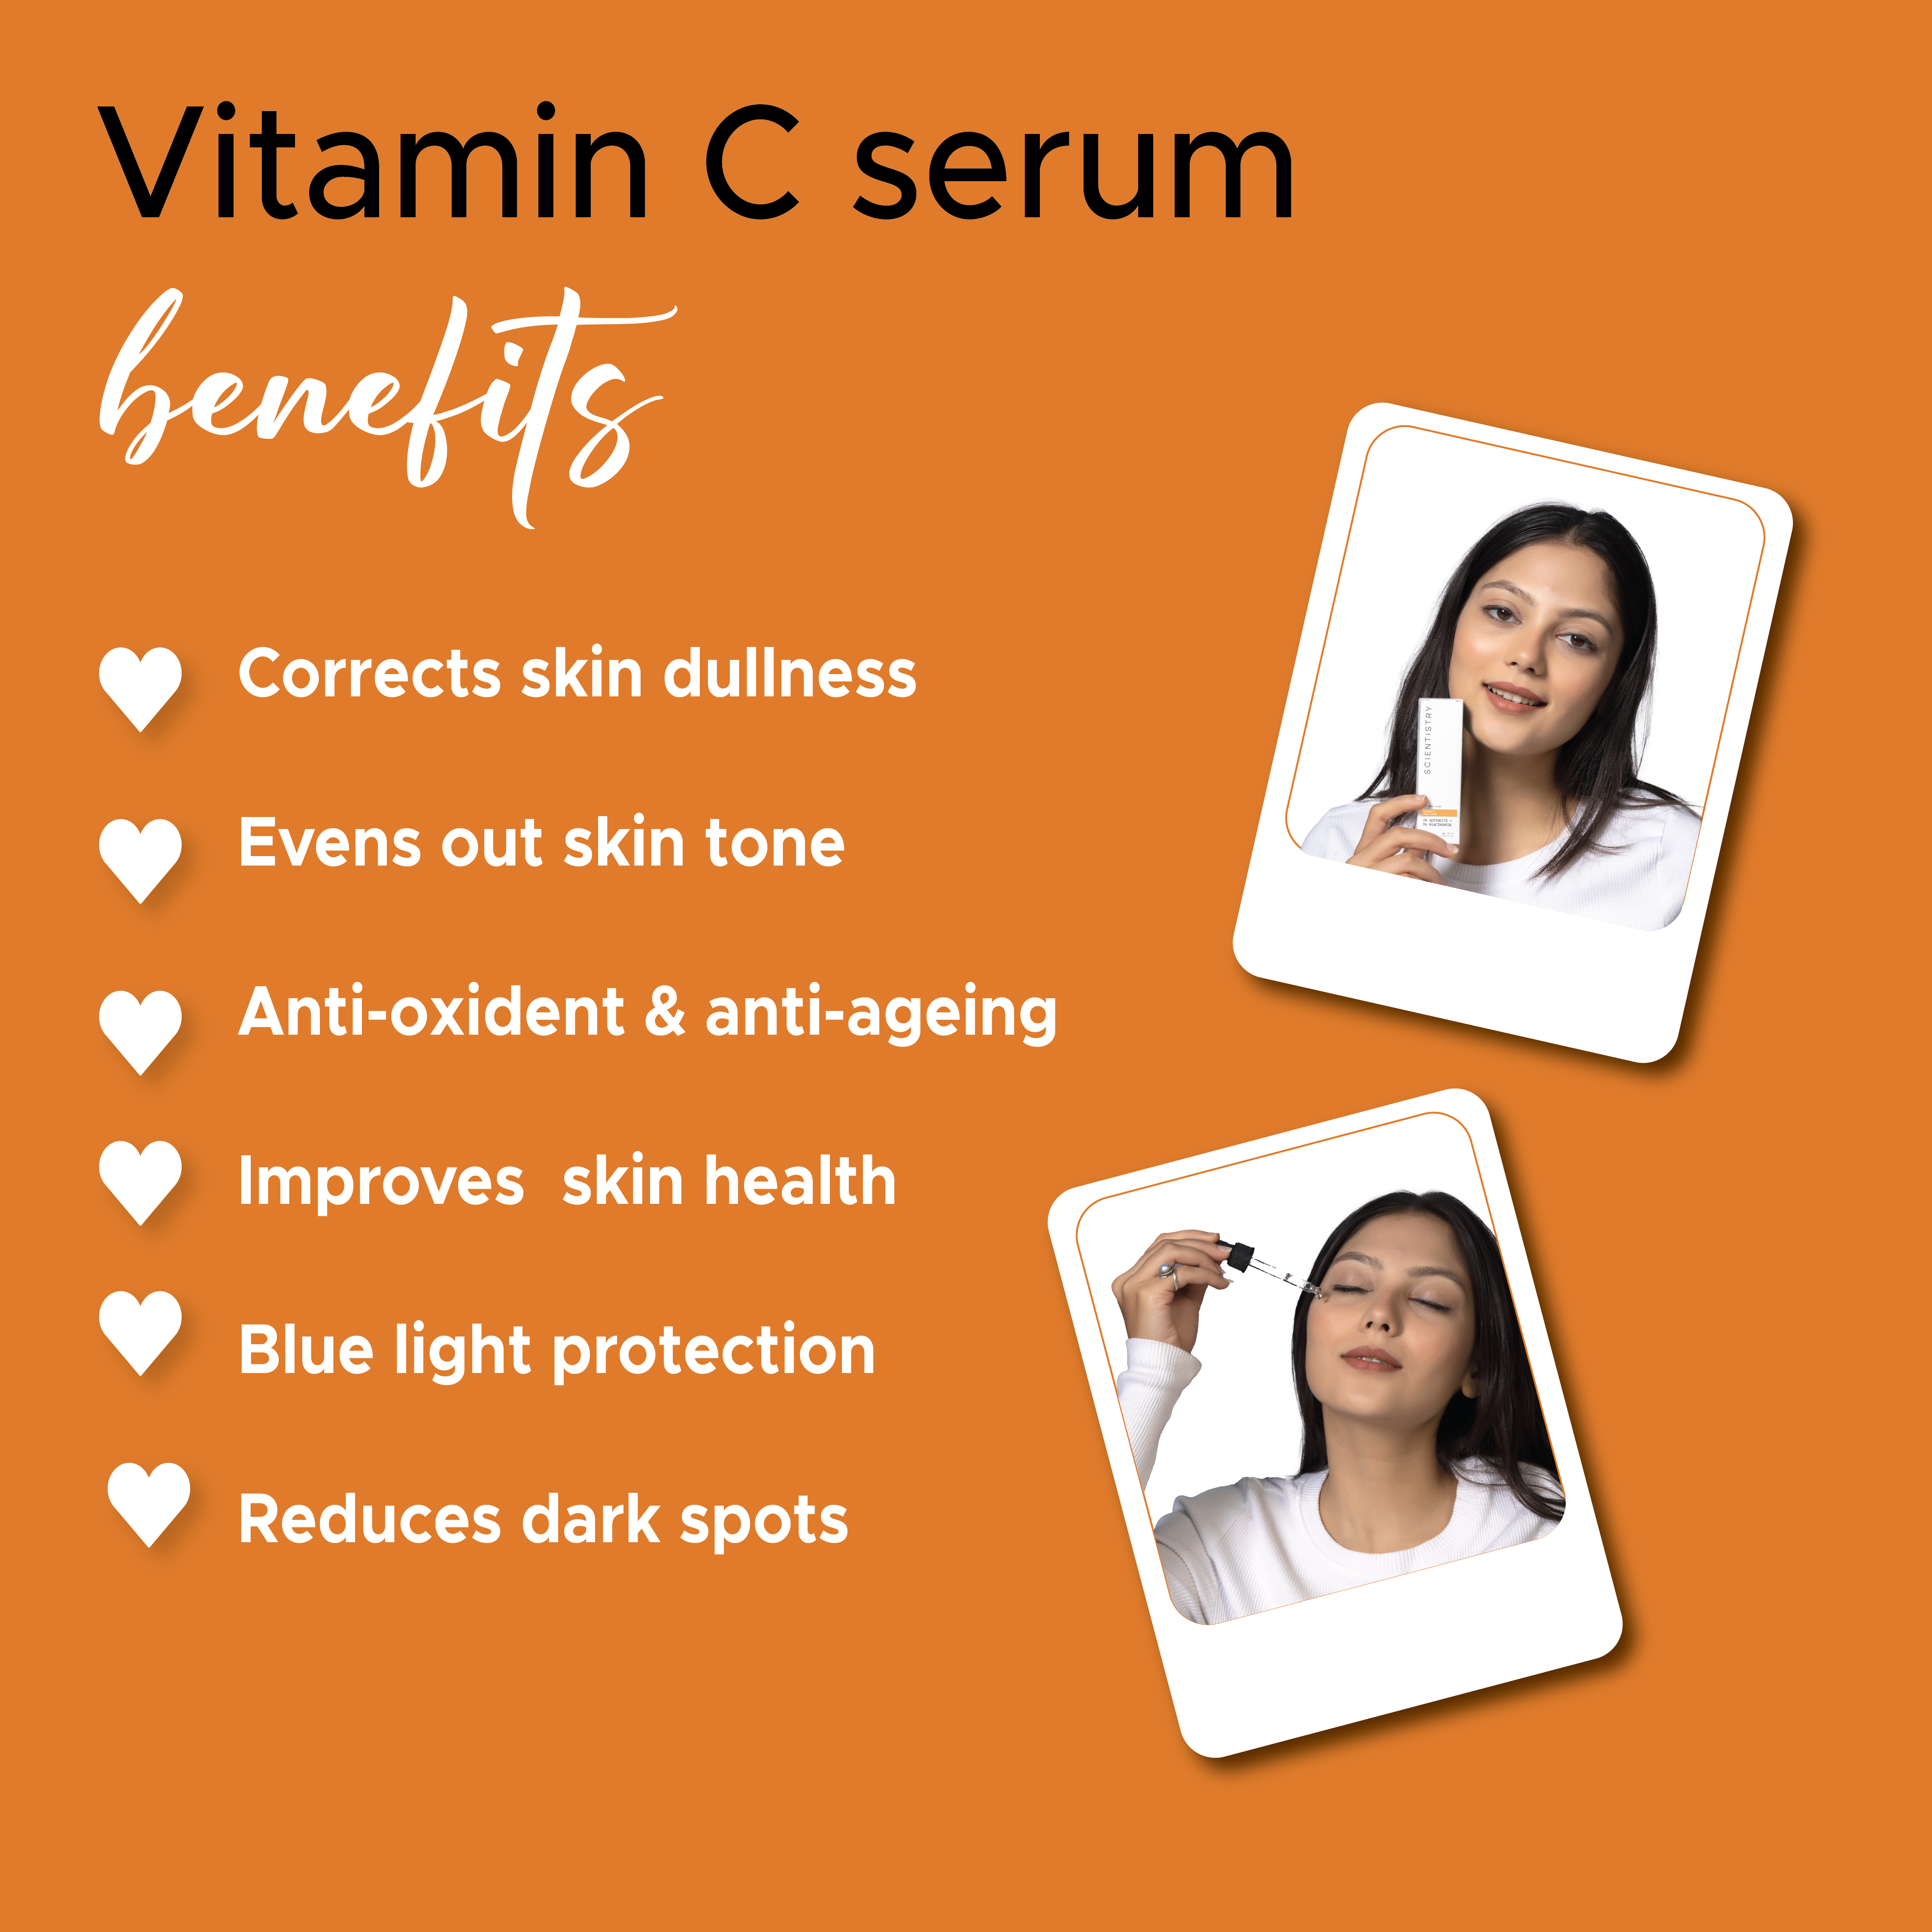 Vitamin C serum
benefits
Corrects skin dullness
Evens out skin tone
Anti-oxident & anti-ageing
Improves  skin health
Blue light protection
Reduces dark spots
SCIENTISTRY